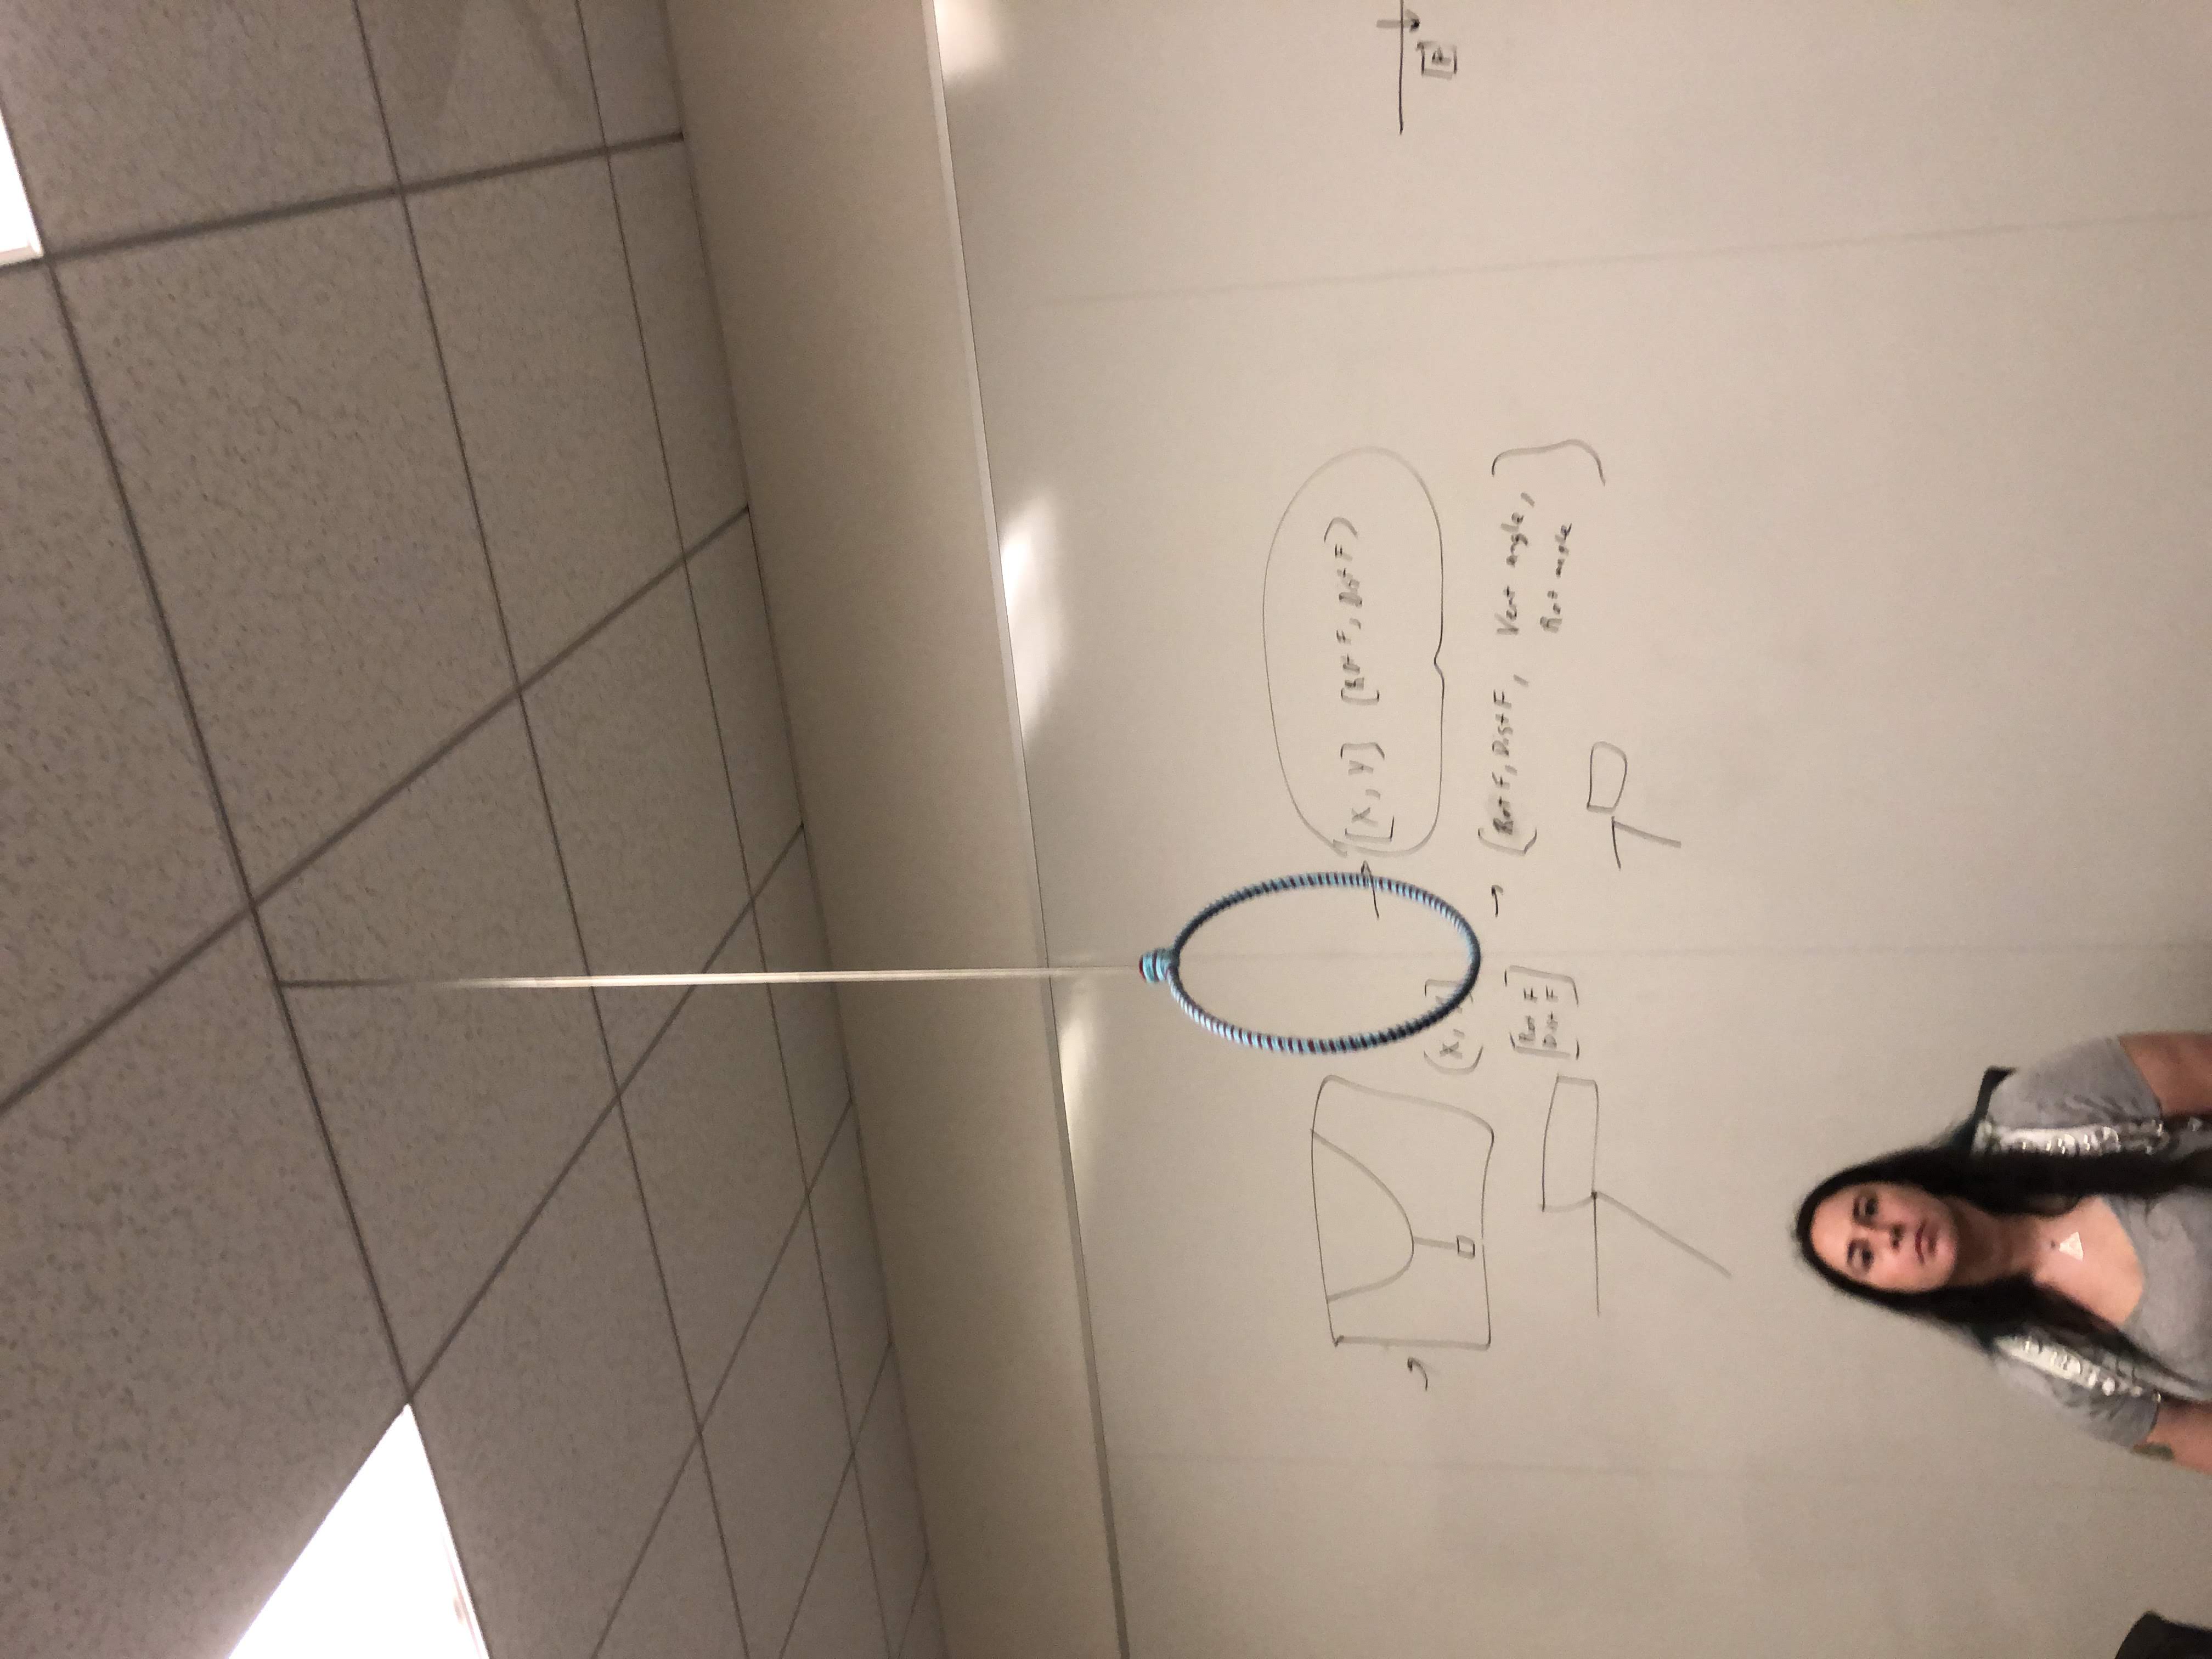 [X, Y] [Rot F, Dist F]
(X, Y]
[Rot F, Dist F, Vert angle,
Rot angle]
[Rot F
Dist F]
[F]